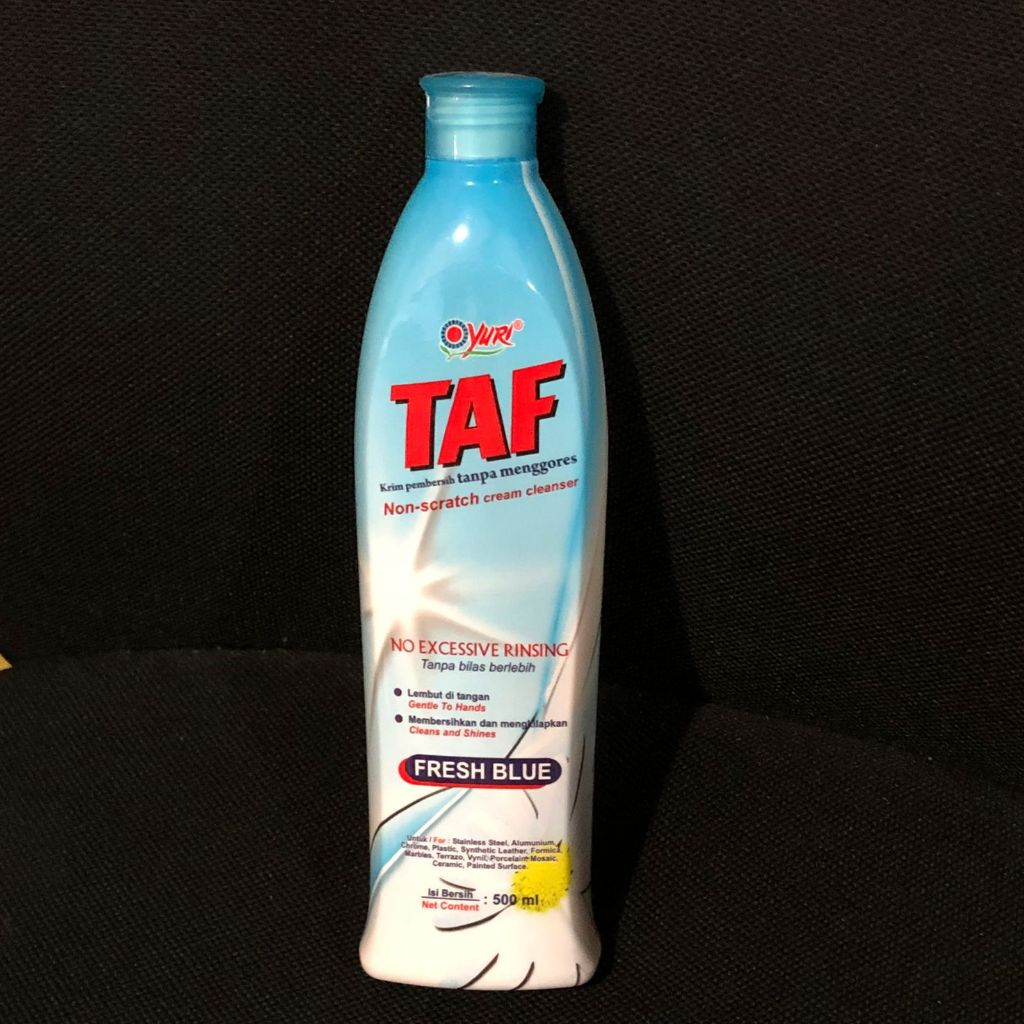 YURI®
TAF
Krim pembersih tanpa menggores
Non-scratch cream cleanser
NO EXCESSIVE RINSING
Tanpa bilas berlebih
Lembut di tangan
Gentle To Hands
Membersihkan dan mengkilapkan
Cleans and Shines
FRESH BLUE
Untuk / For : Stainless Steel, Alumunium,
Chrome, Plastic, Synthetic Leather, Formica,
Marbles, Terrazo, Vynil, Porcelain Mosaic,
Ceramic, Painted Surface.
Isi Bersih
Net Content : 500 ml